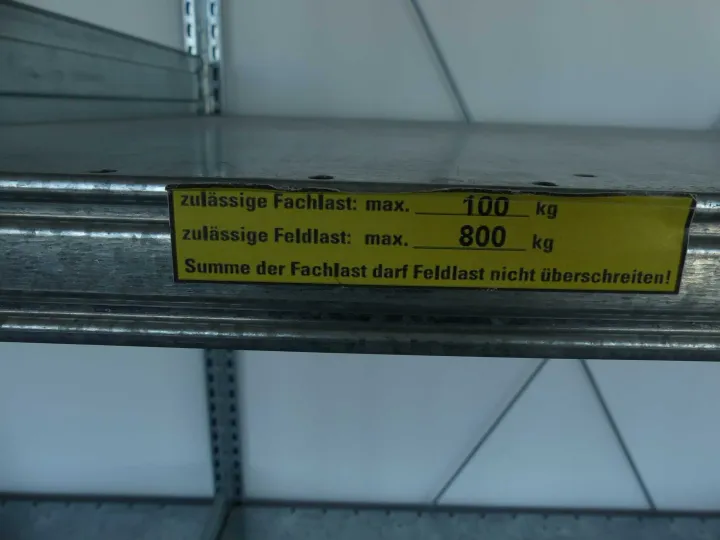 zulässige Fachlast: max. 100 kg
zulässige Feldlast: max. 800 kg
Summe der Fachlast darf Feldlast nicht überschreiten!